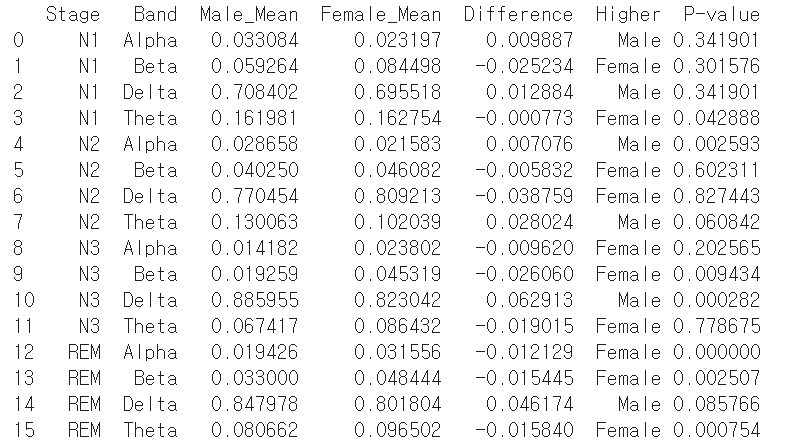 Stage Band Male_Mean Female_Mean Difference Higher P-value
0 N1 Alpha 0.033084 0.023197 0.009887 Male 0.341901
1 N1 Beta 0.059264 0.084498 -0.025234 Female 0.301576
2 N1 Delta 0.708402 0.695518 0.012884 Male 0.341901
3 N1 Theta 0.161981 0.162754 -0.000773 Female 0.042888
4 N2 Alpha 0.028658 0.021583 0.007076 Male 0.002593
5 N2 Beta 0.040250 0.046082 -0.005832 Female 0.602311
6 N2 Delta 0.770454 0.809213 -0.038759 Female 0.827443
7 N2 Theta 0.130063 0.102039 0.028024 Male 0.060842
8 N3 Alpha 0.014182 0.023802 -0.009620 Female 0.202565
9 N3 Beta 0.019259 0.045319 -0.026060 Female 0.009434
10 N3 Delta 0.885955 0.823042 0.062913 Male 0.000282
11 N3 Theta 0.067417 0.086432 -0.019015 Female 0.778675
12 REM Alpha 0.019426 0.031556 -0.012129 Female 0.000000
13 REM Beta 0.033000 0.048444 -0.015445 Female 0.002507
14 REM Delta 0.847978 0.801804 0.046174 Male 0.085766
15 REM Theta 0.080662 0.096502 -0.015840 Female 0.000754